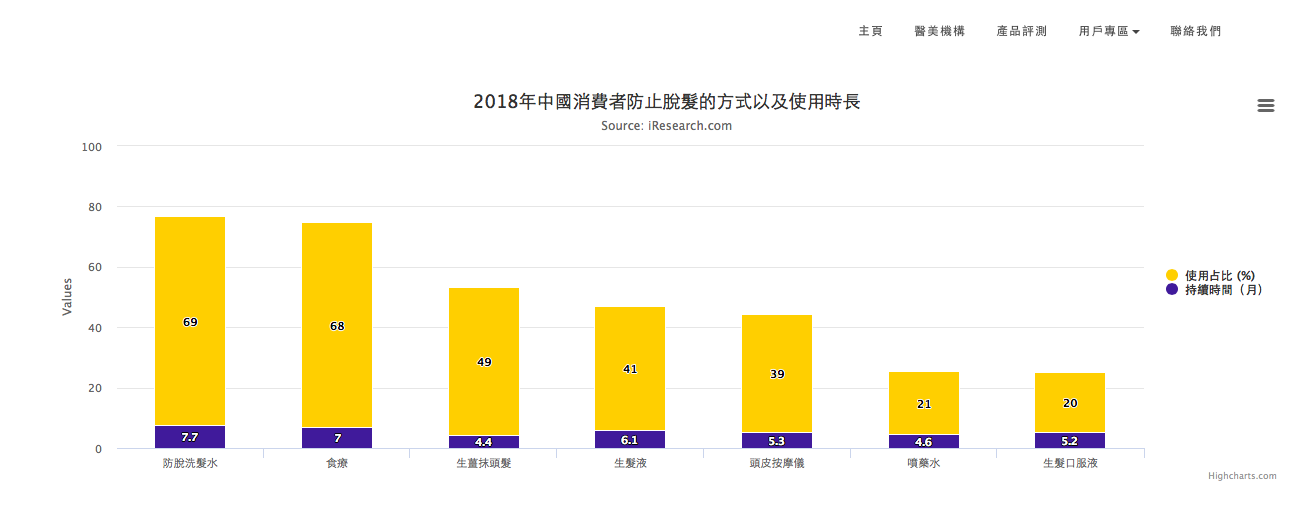 主頁 醫美機構 產品評測 用戶專區 聯絡我們
2018年中國消費者防止脫髮的方式以及使用時長
Source: iResearch.com
100
80
60
40
20
0
Values
69 68 49 41 39 21 20
7.7 7 4.4 6.1 5.3 4.6 5.2
防脫洗髮水 食療 生薑抹頭髮 生髮液 頭皮按摩儀 噴藥水 生髮口服液
使用占比 (%)
持續時間（月）
Highcharts.com